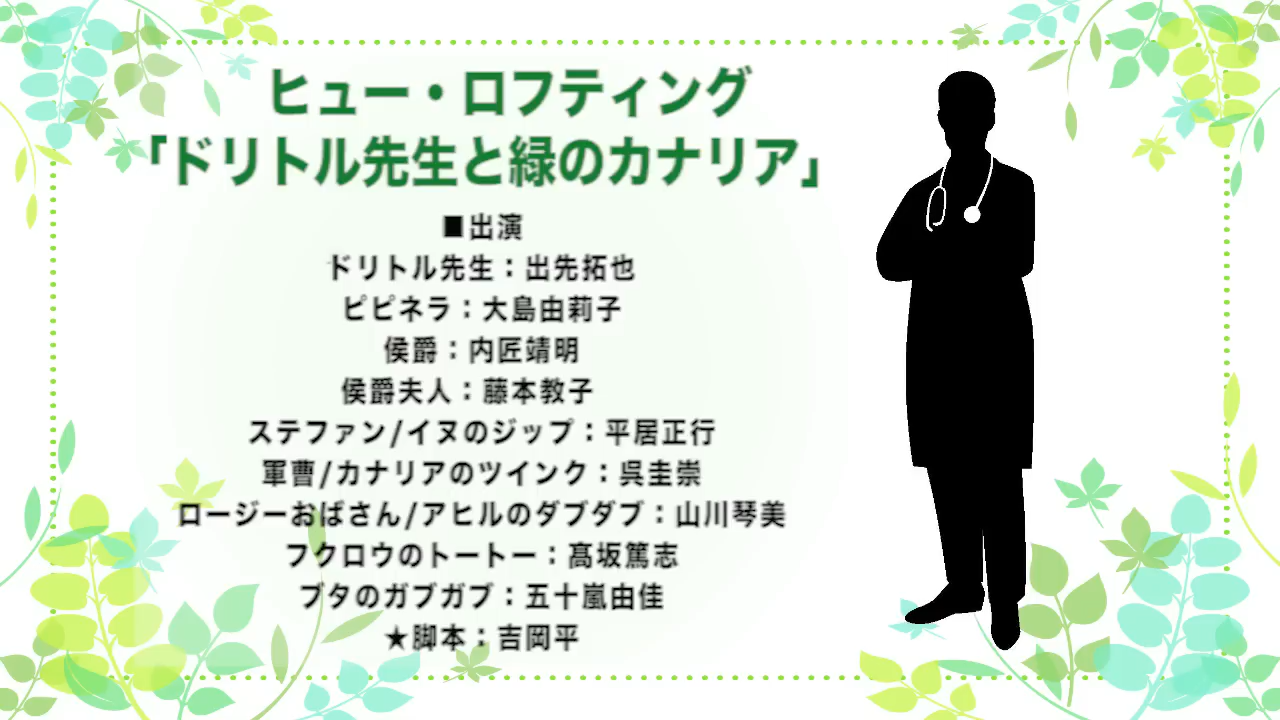 ヒュー・ロフティング
「ドリトル先生と緑のカナリア」
■出演
ドリトル先生：出先拓也
ピピネラ：大島由莉子
侯爵：内匠靖明
侯爵夫人：藤本教子
ステファン/イヌのジップ：平居正行
軍曹/カナリアのツインク：呉圭崇
ロージーおばさん/アヒルのダブダブ：山川琴美
フクロウのトートー：髙坂篤志
ブタのガブガブ：五十嵐由佳
★脚本：吉岡平